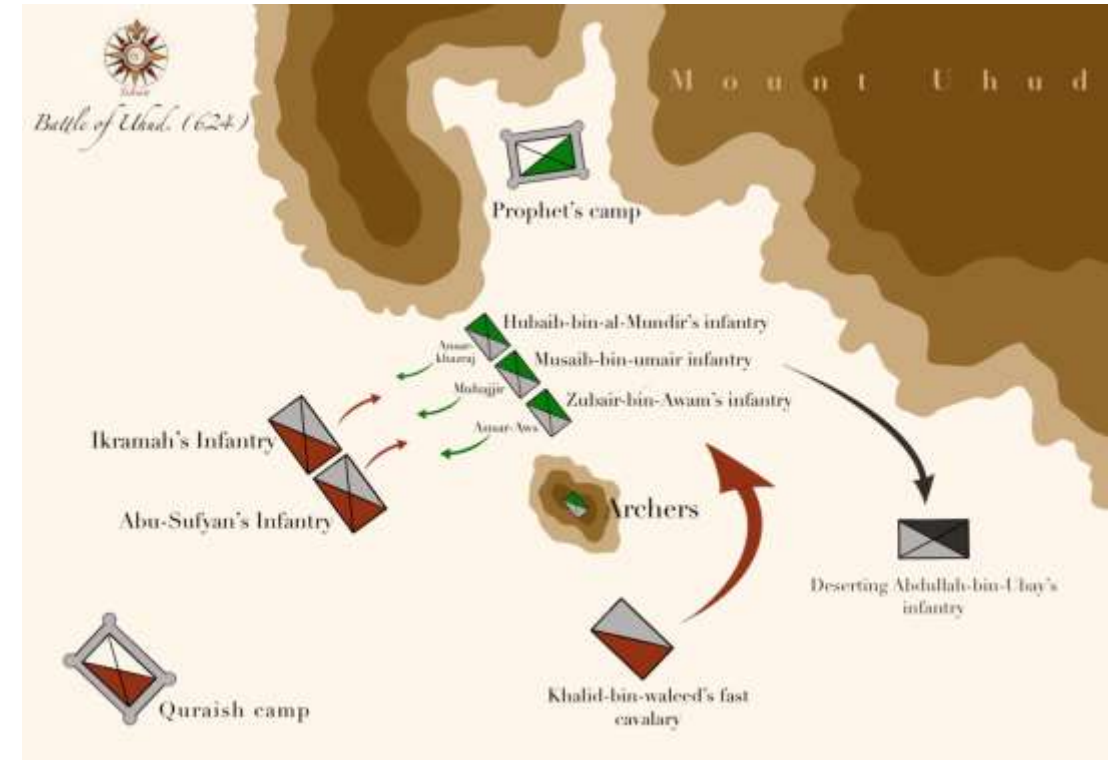 Battle of Uhud. (624)
Mount Uhud
Prophet's camp
Hubaib-bin-al-Mundir's infantry
Ansar-
khazraj
Musaib-bin-umair infantry
Muhajjir
Zubair-bin-Awam's infantry
Ansar-Aws
Ikramah's Infantry
Abu-Sufyan's Infantry
Archers
Deserting Abdullah-bin-Ubay's
infantry
Khalid-bin-waleed's fast
cavalary
Quraish camp